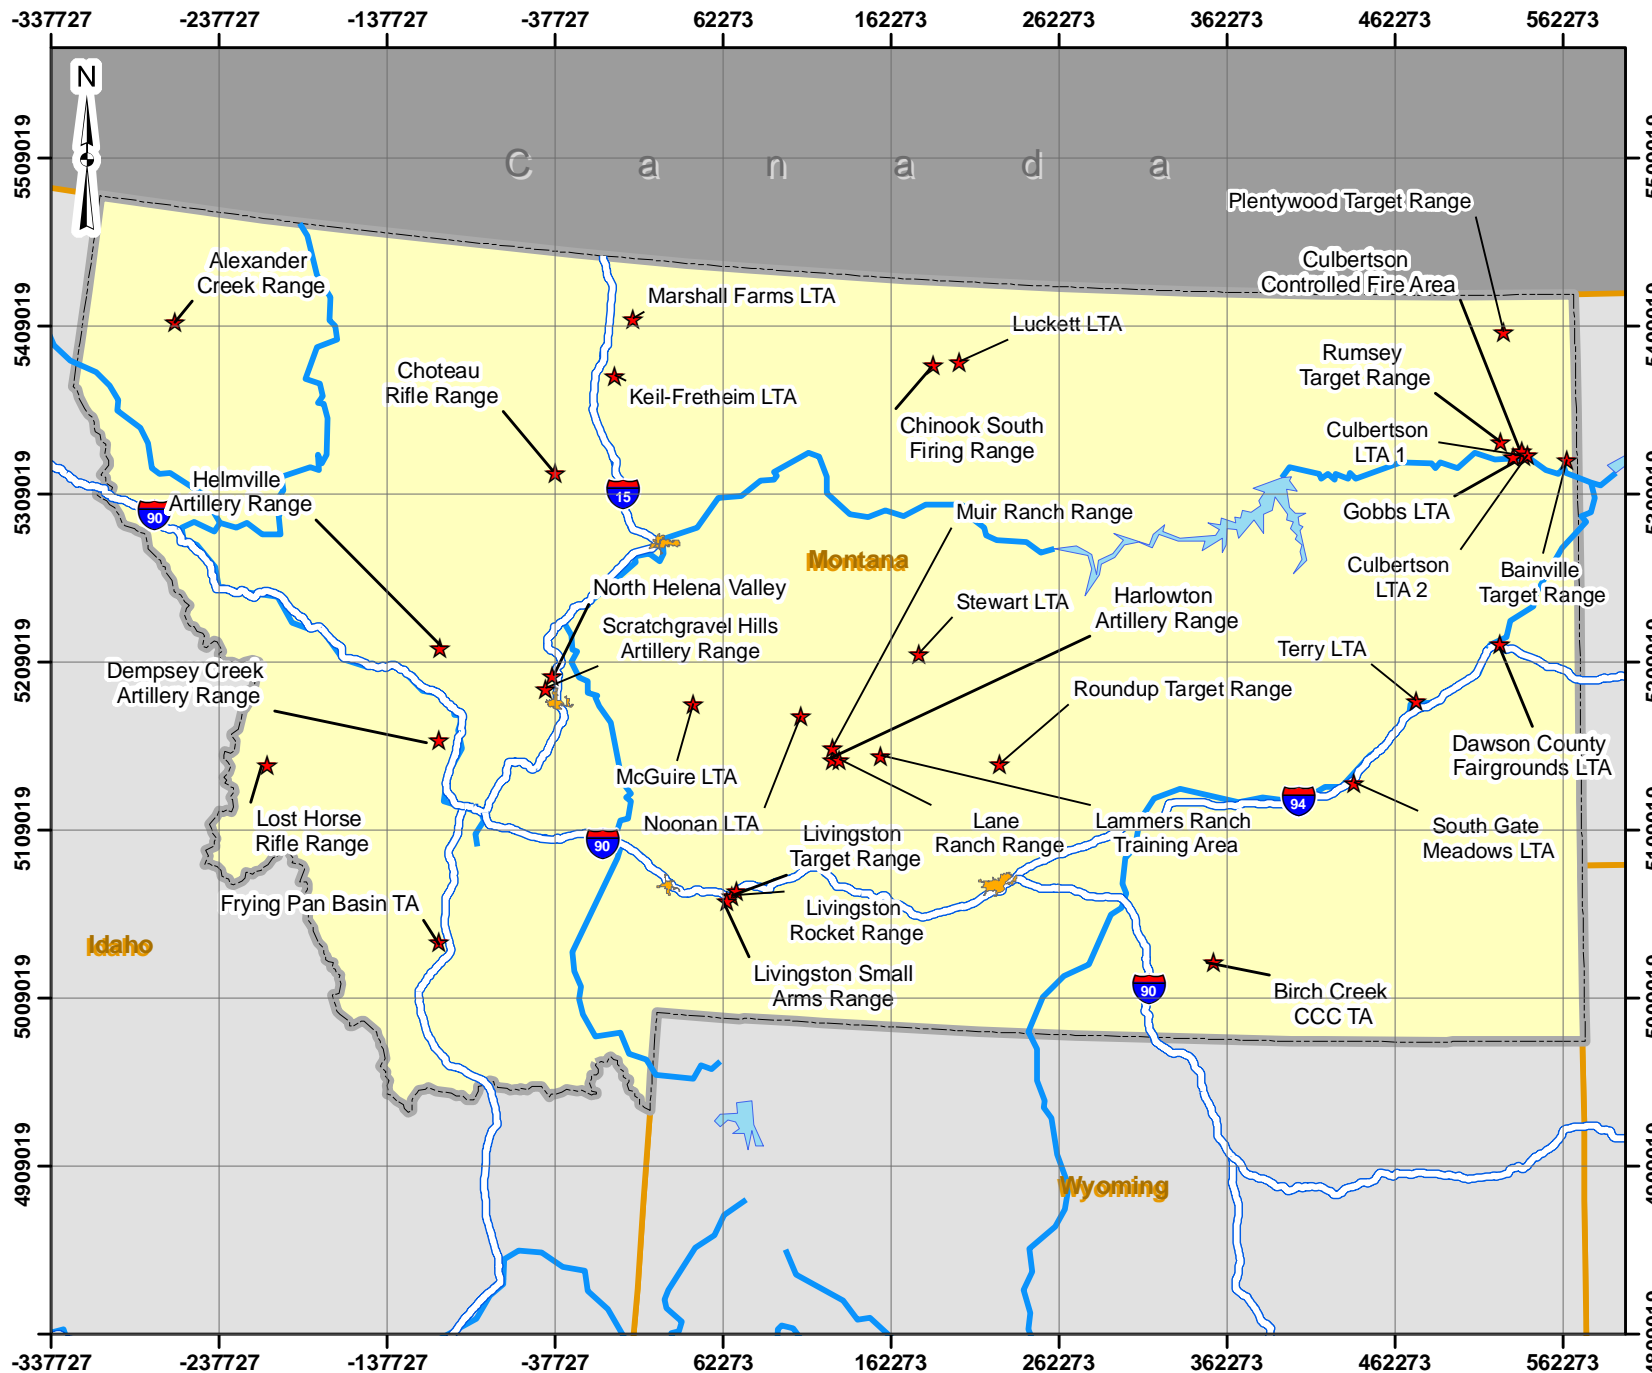 -337727 -237727 -137727 -37727 62273 162273 262273 362273 462273 562273
N
Canada
5509019
5409019
5309019
5209019
5109019
5009019
4909019
Plentywood Target Range
Culbertson
Controlled Fire Area
Alexander
Creek Range
Marshall Farms LTA
Luckett LTA
Rumsey
Target Range
Choteau
Rifle Range
Keil-Fretheim LTA
Chinook South
Firing Range
Culbertson
LTA 1
Helmville
Artillery Range
90
15
Muir Ranch Range
Gobbs LTA
Montana
Culbertson
LTA 2
Bainville
Target Range
North Helena Valley
Stewart LTA
Harlowton
Artillery Range
Scratchgravel Hills
Artillery Range
Terry LTA
Dempsey Creek
Artillery Range
Roundup Target Range
Dawson County
Fairgrounds LTA
McGuire LTA
94
Lost Horse
Rifle Range
Noonan LTA
Livingston
Target Range
Lane
Ranch Range
Lammers Ranch
Training Area
South Gate
Meadows LTA
90
Frying Pan Basin TA
Livingston
Rocket Range
Idaho
Livingston Small
Arms Range
90
Birch Creek
CCC TA
Wyoming
-337727 -237727 -137727 -37727 62273 162273 262273 362273 462273 562273